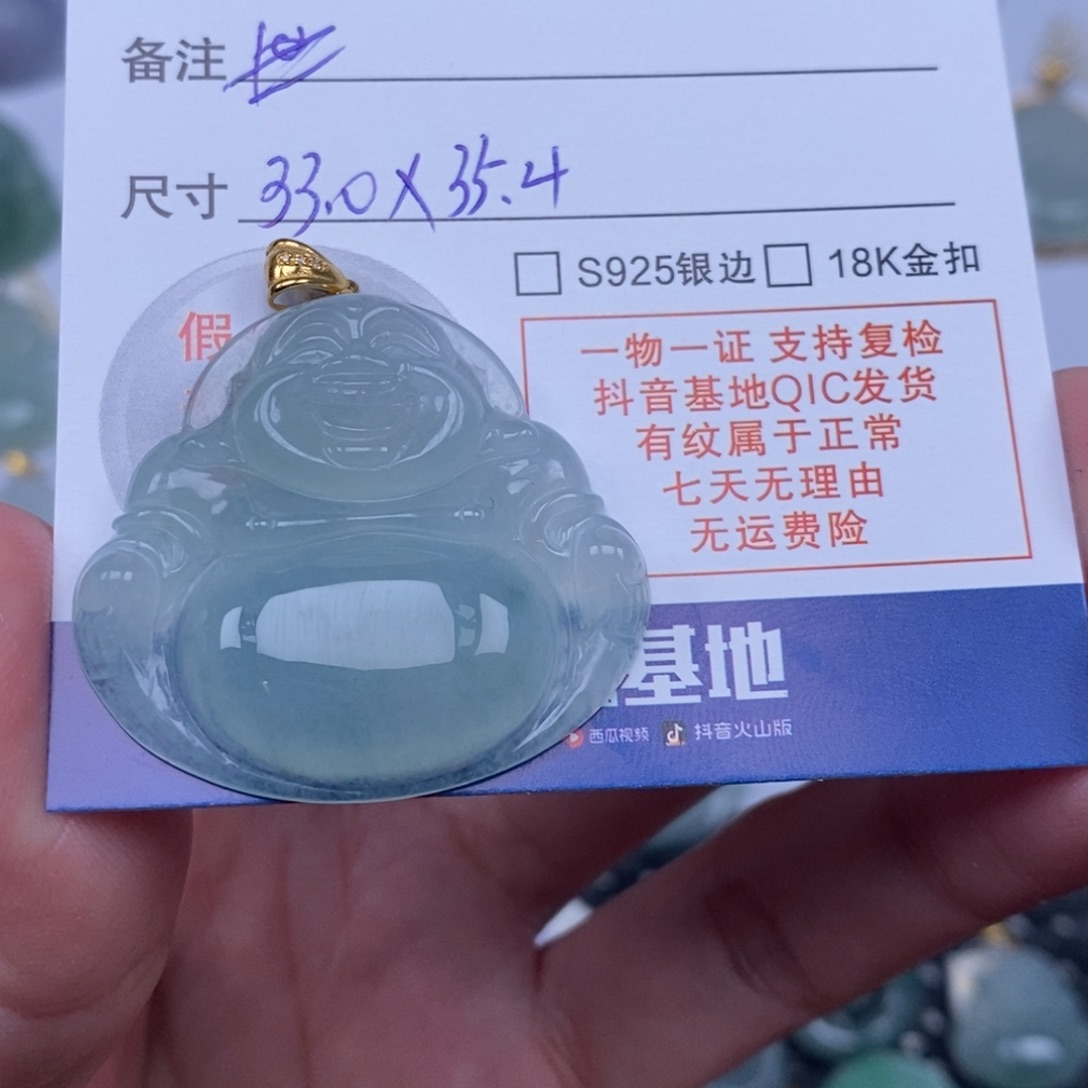 备注
尺寸 33.0X35.4
S925银边 18K金扣
假
一物一证 支持复检
抖音基地QIC发货
有纹属于正常
七天无理由
无运费险
基地
西瓜视频 抖音火山版